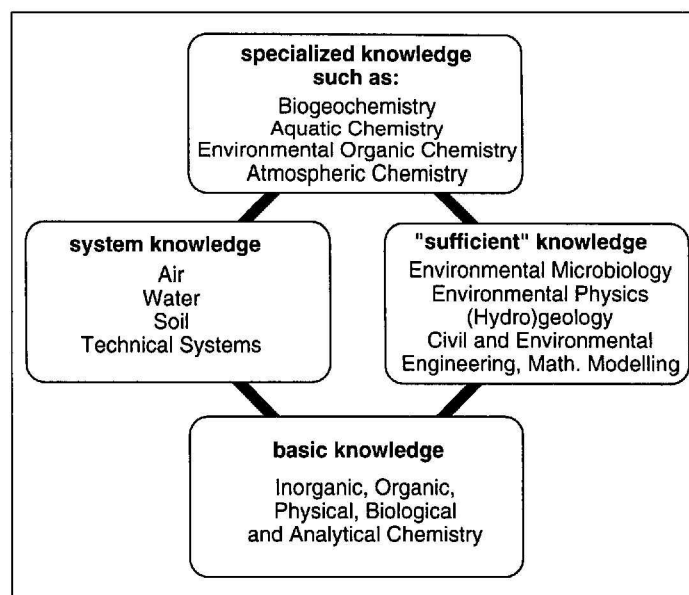 specialized knowledge
such as:
Biogeochemistry
Aquatic Chemistry
Environmental Organic Chemistry
Atmospheric Chemistry
system knowledge
Air
Water
Soil
Technical Systems
"sufficient" knowledge
Environmental Microbiology
Environmental Physics
(Hydro)geology
Civil and Environmental
Engineering, Math. Modelling
basic knowledge
Inorganic, Organic,
Physical, Biological
and Analytical Chemistry